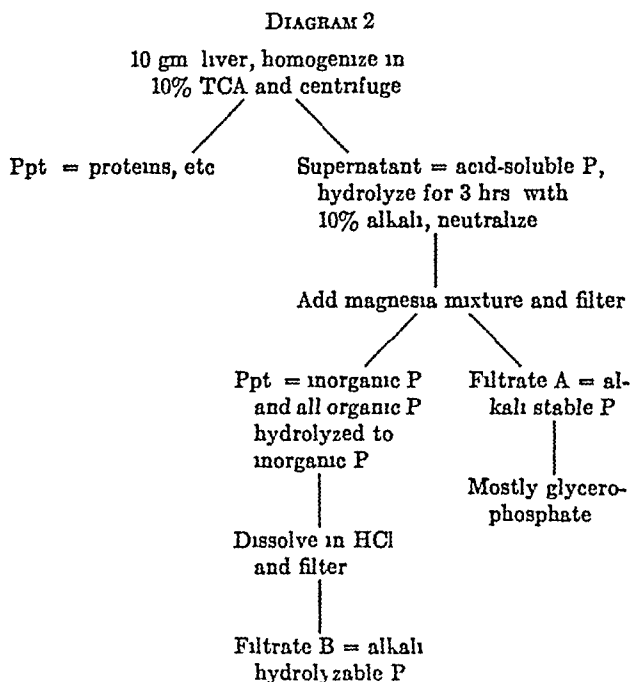 DIAGRAM 2
10 gm liver, homogenize in
10% TCA and centrifuge
Ppt = proteins, etc
Supernatant = acid-soluble P,
hydrolyze for 3 hrs with
10% alkali, neutralize
Add magnesia mixture and filter
Ppt = inorganic P
and all organic P
hydrolyzed to
inorganic P
Filtrate A = al-
kali stable P
Mostly glycero-
phosphate
Dissolve in HCl
and filter
Filtrate B = alkali
hydrolyzable P